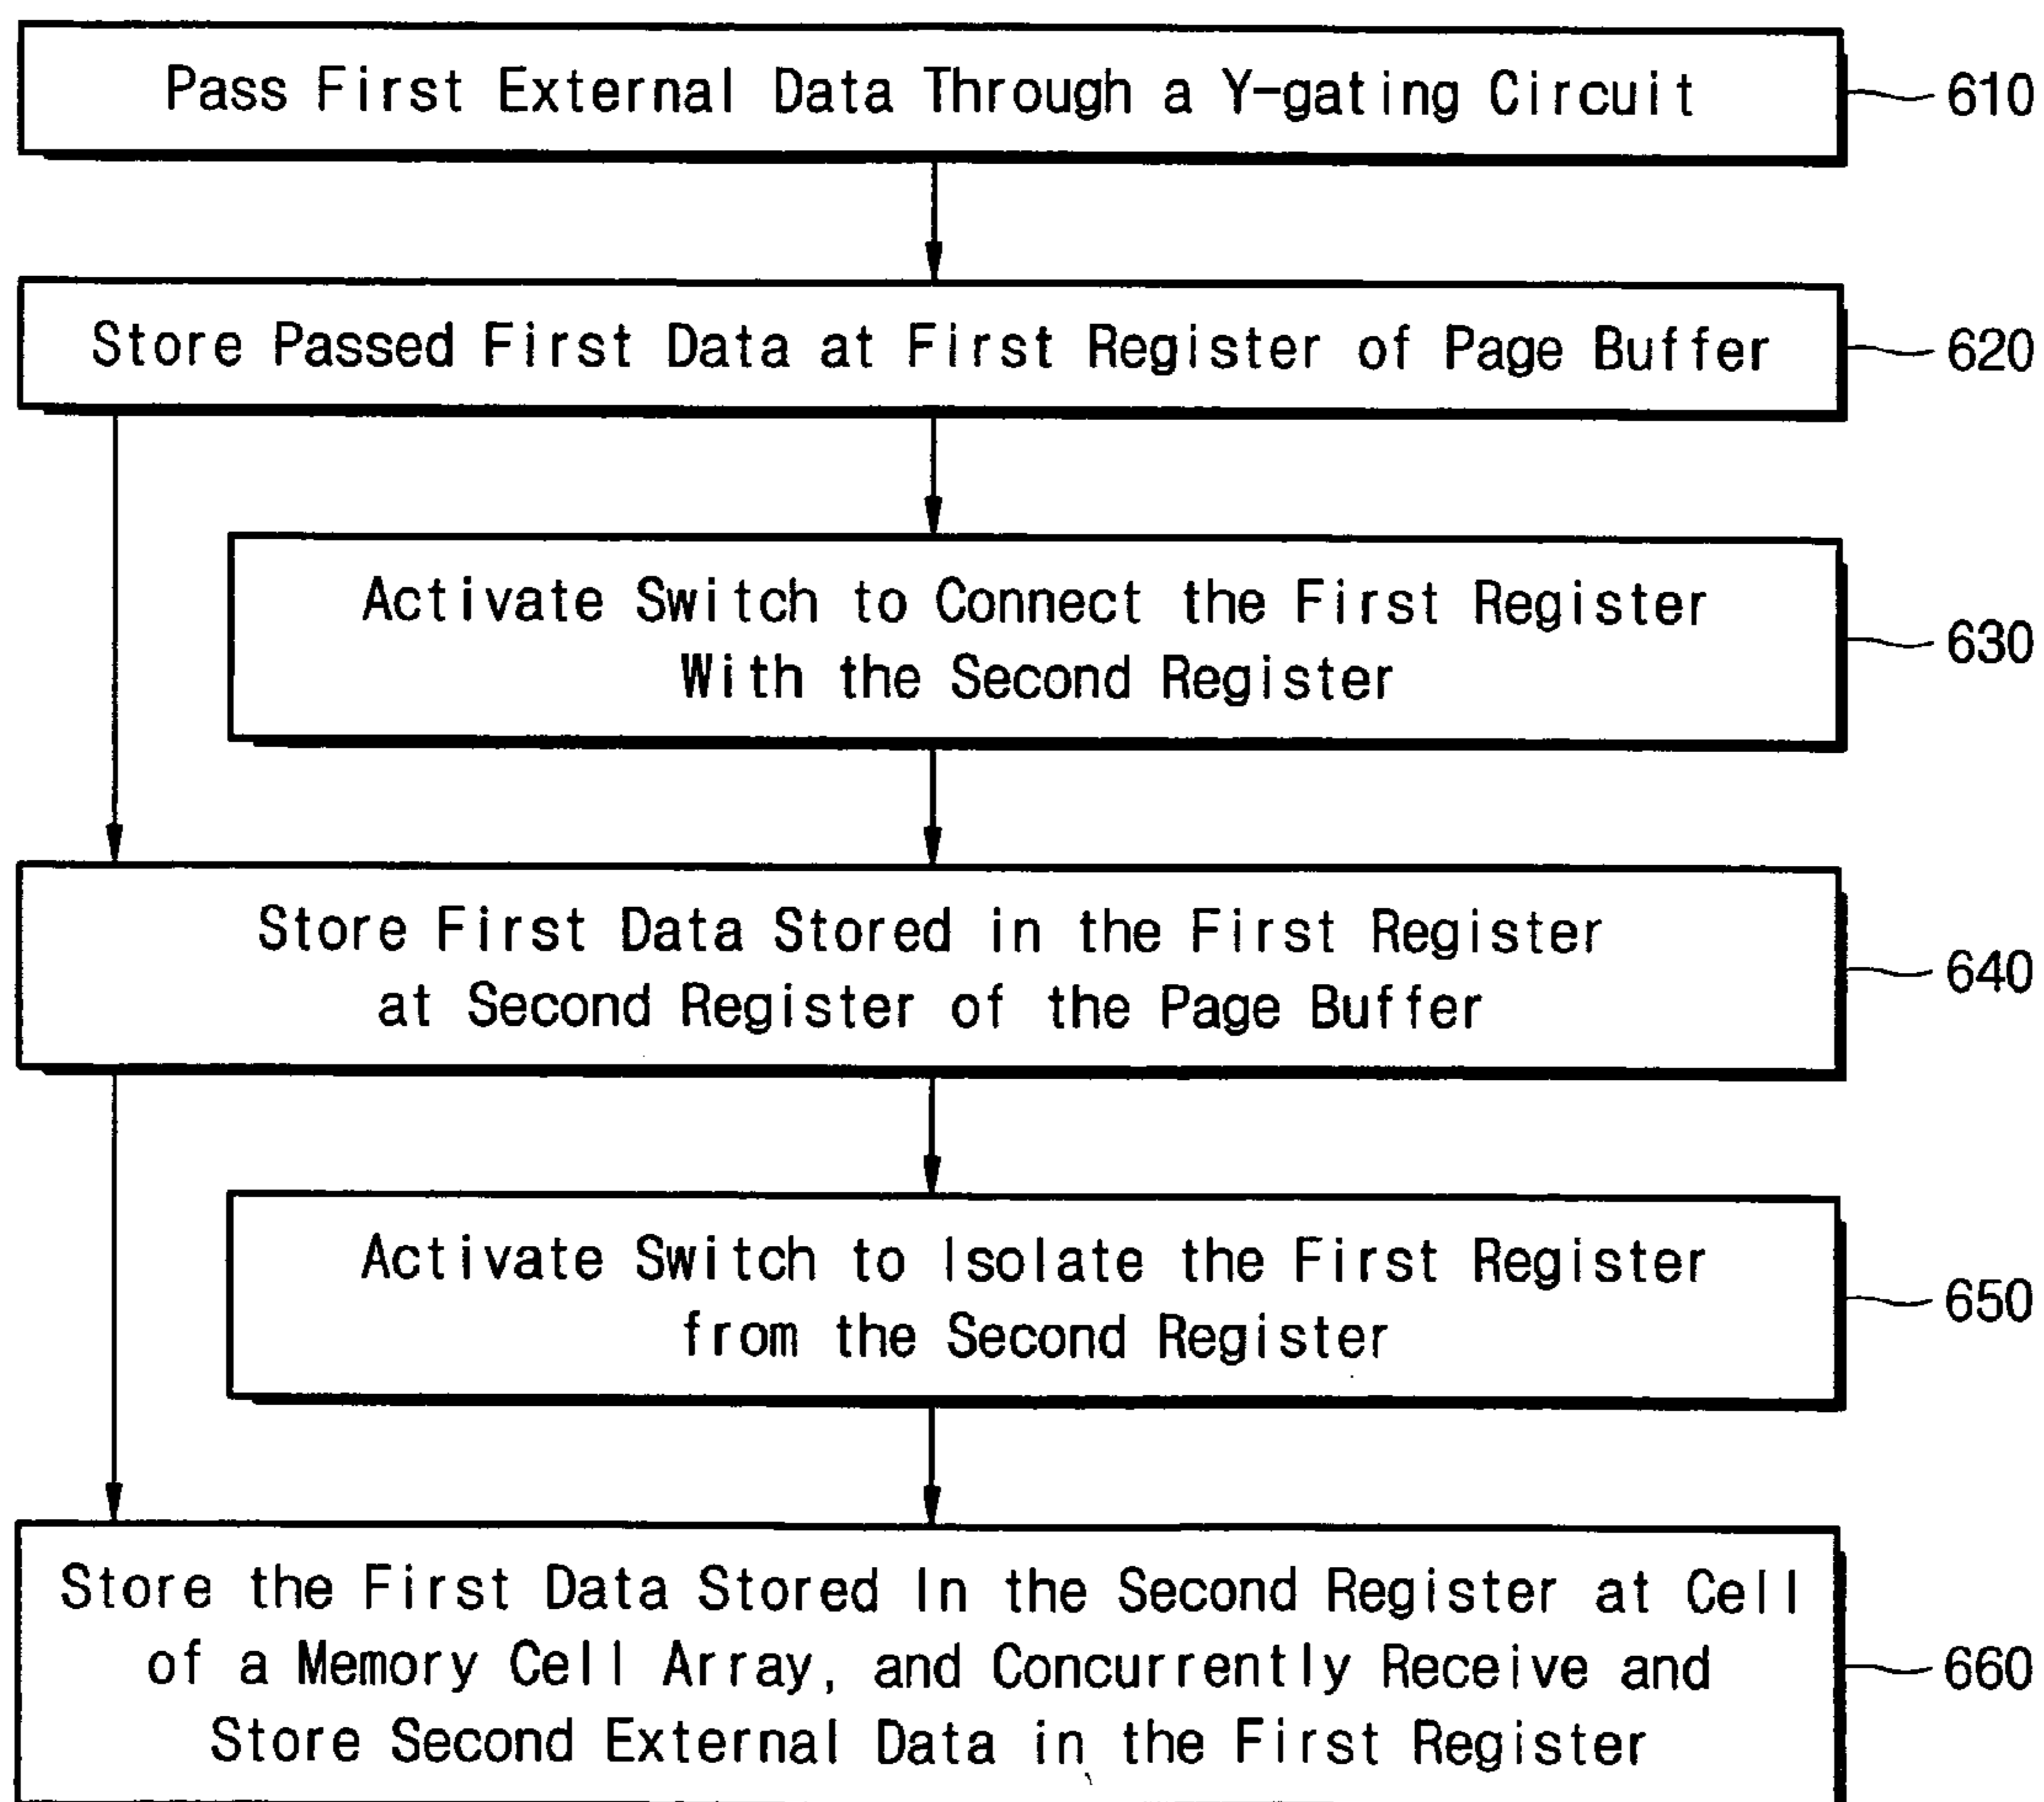 Pass First External Data Through a Y-gating Circuit
610
Store Passed First Data at First Register of Page Buffer
620
Activate Switch to Connect the First Register
With the Second Register
630
Store First Data Stored in the First Register
at Second Register of the Page Buffer
640
Activate Switch to Isolate the First Register
from the Second Register
650
Store the First Data Stored In the Second Register at Cell
of a Memory Cell Array, and Concurrently Receive and
Store Second External Data in the First Register
660